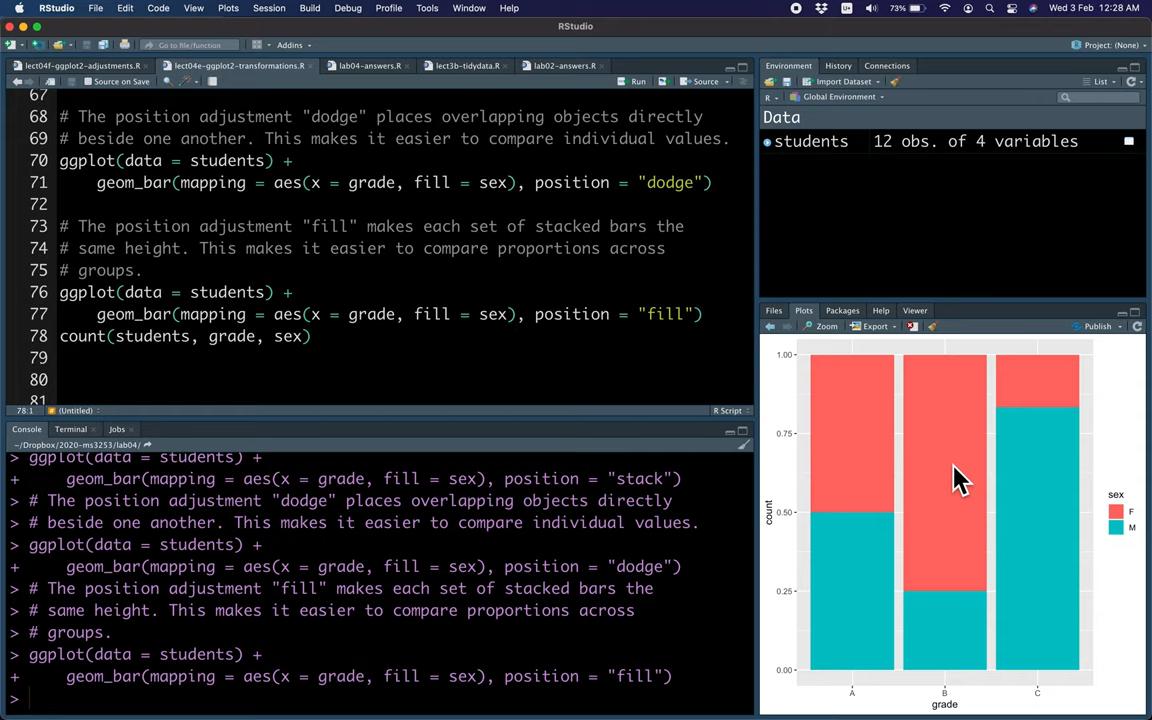 RStudio File Edit Code View Plots Session Build Debug Profile Tools Window Help 73% Wed 3 Feb 12:28 AM
RStudio
Go to file/function Addins Project: (None)
lect04f-ggplot2-adjustments.R lect04e-ggplot2-transformations.R lab04-answers.R lect3b-tidydata.R lab02-answers.R
Source on Save Run Source
67
68 # The position adjustment "dodge" places overlapping objects directly
69 # beside one another. This makes it easier to compare individual values.
70 ggplot(data = students) +
71 geom_bar(mapping = aes(x = grade, fill = sex), position = "dodge")
72
73 # The position adjustment "fill" makes each set of stacked bars the
74 # same height. This makes it easier to compare proportions across
75 # groups.
76 ggplot(data = students) +
77 geom_bar(mapping = aes(x = grade, fill = sex), position = "fill")
78 count(students, grade, sex)
79
80
81
78:1 (Untitled) R Script
Console Terminal Jobs
~/Dropbox/2020-ms3253/lab04/
> ggplot(data = students) +
+ geom_bar(mapping = aes(x = grade, fill = sex), position = "stack")
> # The position adjustment "dodge" places overlapping objects directly
> # beside one another. This makes it easier to compare individual values.
> ggplot(data = students) +
+ geom_bar(mapping = aes(x = grade, fill = sex), position = "dodge")
> # The position adjustment "fill" makes each set of stacked bars the
> # same height. This makes it easier to compare proportions across
> # groups.
> ggplot(data = students) +
+ geom_bar(mapping = aes(x = grade, fill = sex), position = "fill")
>
Environment History Connections
Import Dataset List
R Global Environment
Data
students 12 obs. of 4 variables
Files Plots Packages Help Viewer
Zoom Export Publish
1.00
0.75
0.50
0.25
0.00
count
A B C
grade
sex
F
M